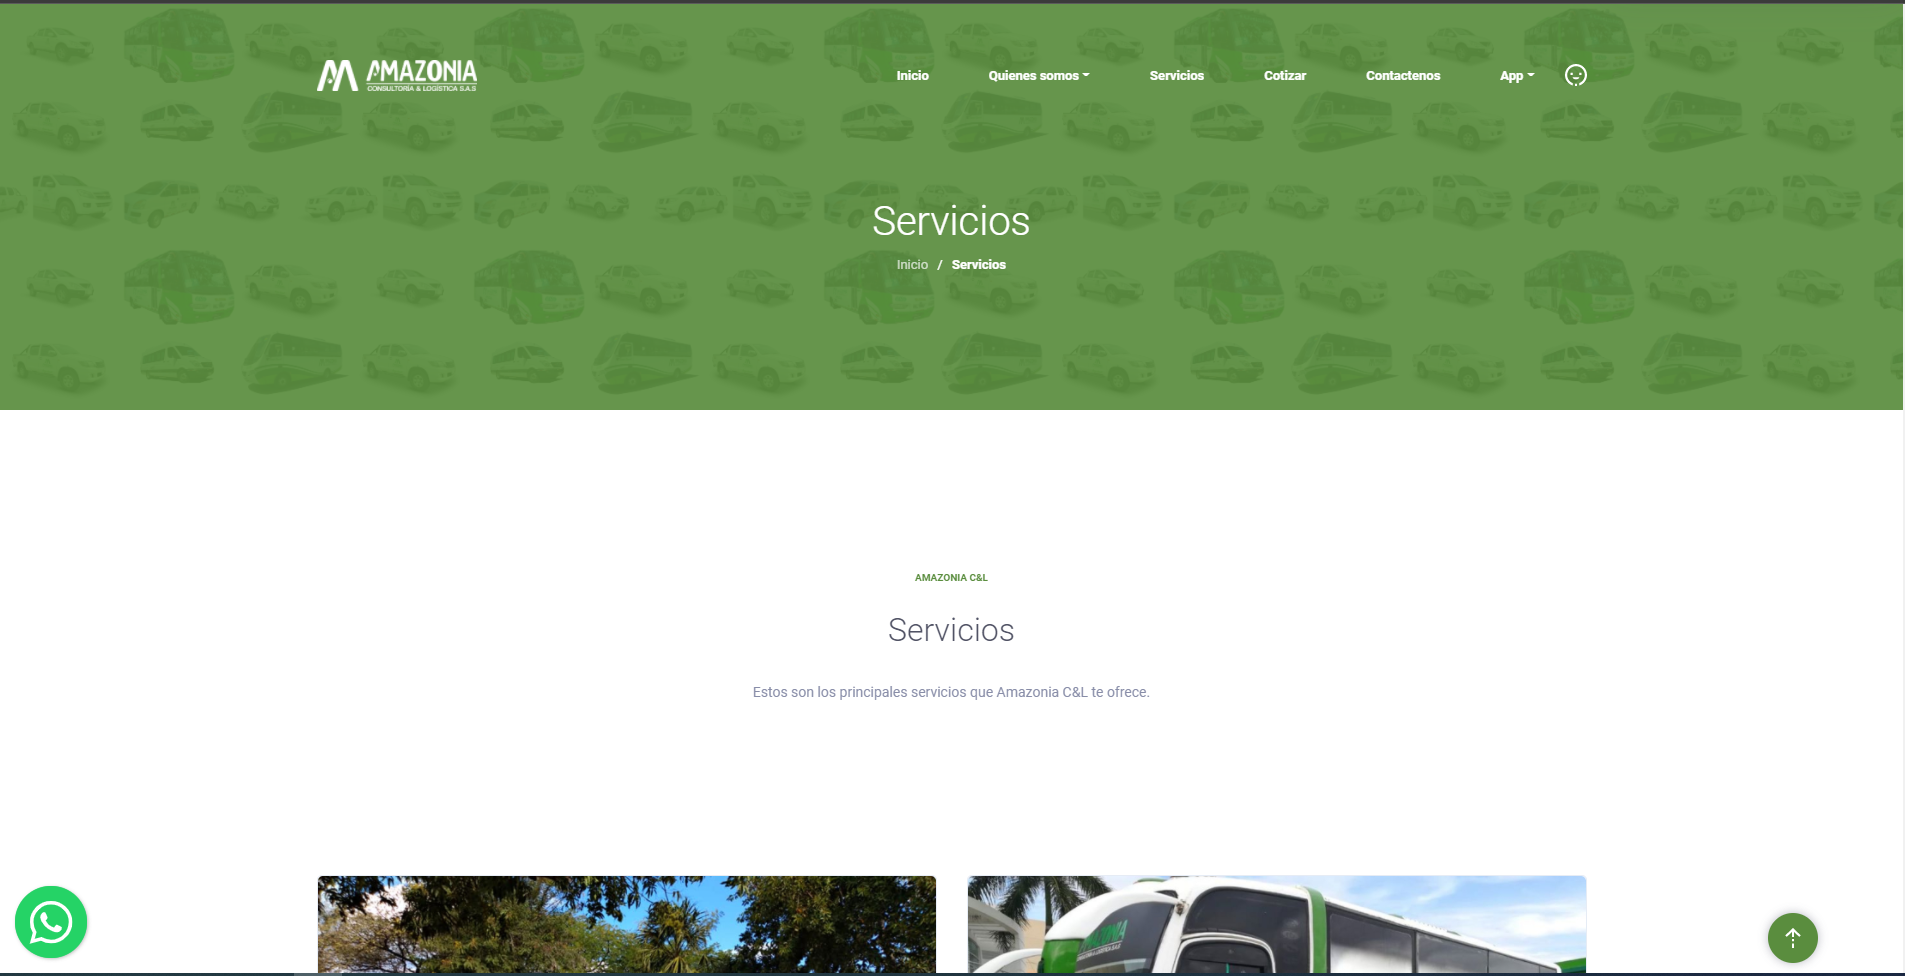 AMAZONIA
CONSULTORÍA & LOGÍSTICA S.A.S
Inicio
Quienes somos
Servicios
Cotizar
Contactenos
App
Servicios
Inicio / Servicios
AMAZONIA C&L
Servicios
Estos son los principales servicios que Amazonia C&L te ofrece.